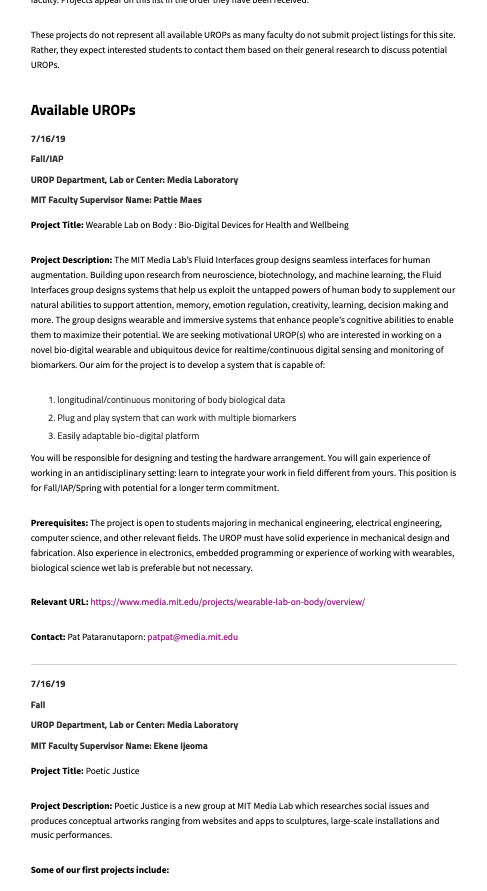 faculty. Projects appear on this list in the order they have been received.
These projects do not represent all available UROPs as many faculty do not submit project listings for this site.
Rather, they expect interested students to contact them based on their general research to discuss potential
UROPs.
Available UROPs
7/16/19
Fall/IAP
UROP Department, Lab or Center: Media Laboratory
MIT Faculty Supervisor Name: Pattie Maes
Project Title: Wearable Lab on Body : Bio-Digital Devices for Health and Wellbeing
Project Description: The MIT Media Lab's Fluid Interfaces group designs seamless interfaces for human
augmentation. Building upon research from neuroscience, biotechnology, and machine learning, the Fluid
Interfaces group designs systems that help us exploit the untapped powers of human body to supplement our
natural abilities to support attention, memory, emotion regulation, creativity, learning, decision making and
more. The group designs wearable and immersive systems that enhance people's cognitive abilities to enable
them to maximize their potential. We are seeking motivational UROP(s) who are interested in working on a
novel bio-digital wearable and ubiquitous device for realtime/continuous digital sensing and monitoring of
biomarkers. Our aim for the project is to develop a system that is capable of:
1. longitudinal/continuous monitoring of body biological data
2. Plug and play system that can work with multiple biomarkers
3. Easily adaptable bio-digital platform
You will be responsible for designing and testing the hardware arrangement. You will gain experience of
working in an antidisciplinary setting: learn to integrate your work in field different from yours. This position is
for Fall/IAP/Spring with potential for a longer term commitment.
Prerequisites: The project is open to students majoring in mechanical engineering, electrical engineering,
computer science, and other relevant fields. The UROP must have solid experience in mechanical design and
fabrication. Also experience in electronics, embedded programming or experience of working with wearables,
biological science wet lab is preferable but not necessary.
Relevant URL: https://www.media.mit.edu/projects/wearable-lab-on-body/overview/
Contact: Pat Pataranutaporn: patpat@media.mit.edu
7/16/19
Fall
UROP Department, Lab or Center: Media Laboratory
MIT Faculty Supervisor Name: Ekene Ijeoma
Project Title: Poetic Justice
Project Description: Poetic Justice is a new group at MIT Media Lab which researches social issues and
produces conceptual artworks ranging from websites and apps to sculptures, large-scale installations and
music performances.
Some of our first projects include: